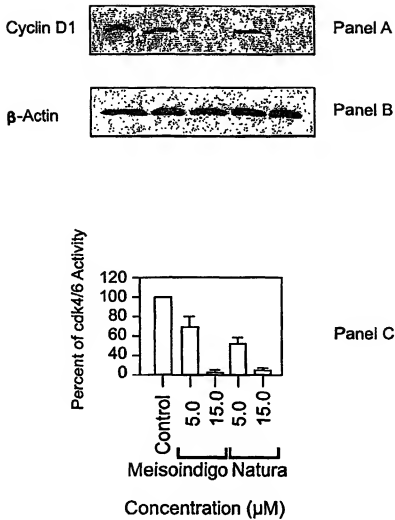 Cyclin D1
Panel A
β-Actin
Panel B
Percent of cdk4/6 Activity
120
100
80
60
40
20
0
Panel C
Control
5.0
15.0
5.0
15.0
Meisoindigo Natura
Concentration (μM)